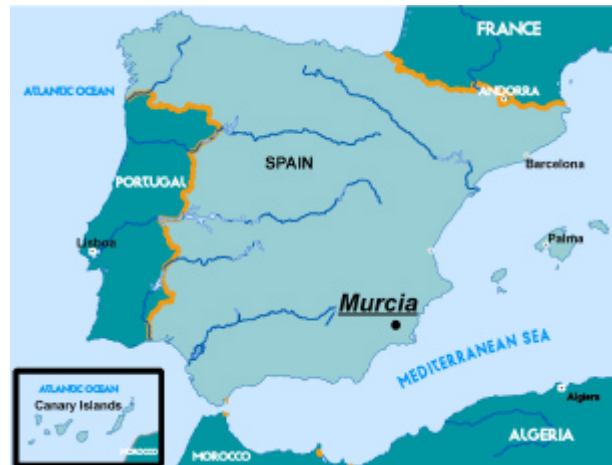 FRANCE
ATLANTIC OCEAN
ANDORRA
SPAIN
Barcelona
PORTUGAL
Lisboa
Palma
Murcia
MEDITERRANEAN SEA
ATLANTIC OCEAN
Canary Islands
MOROCCO
Algiers
ALGERIA
MOROCCO